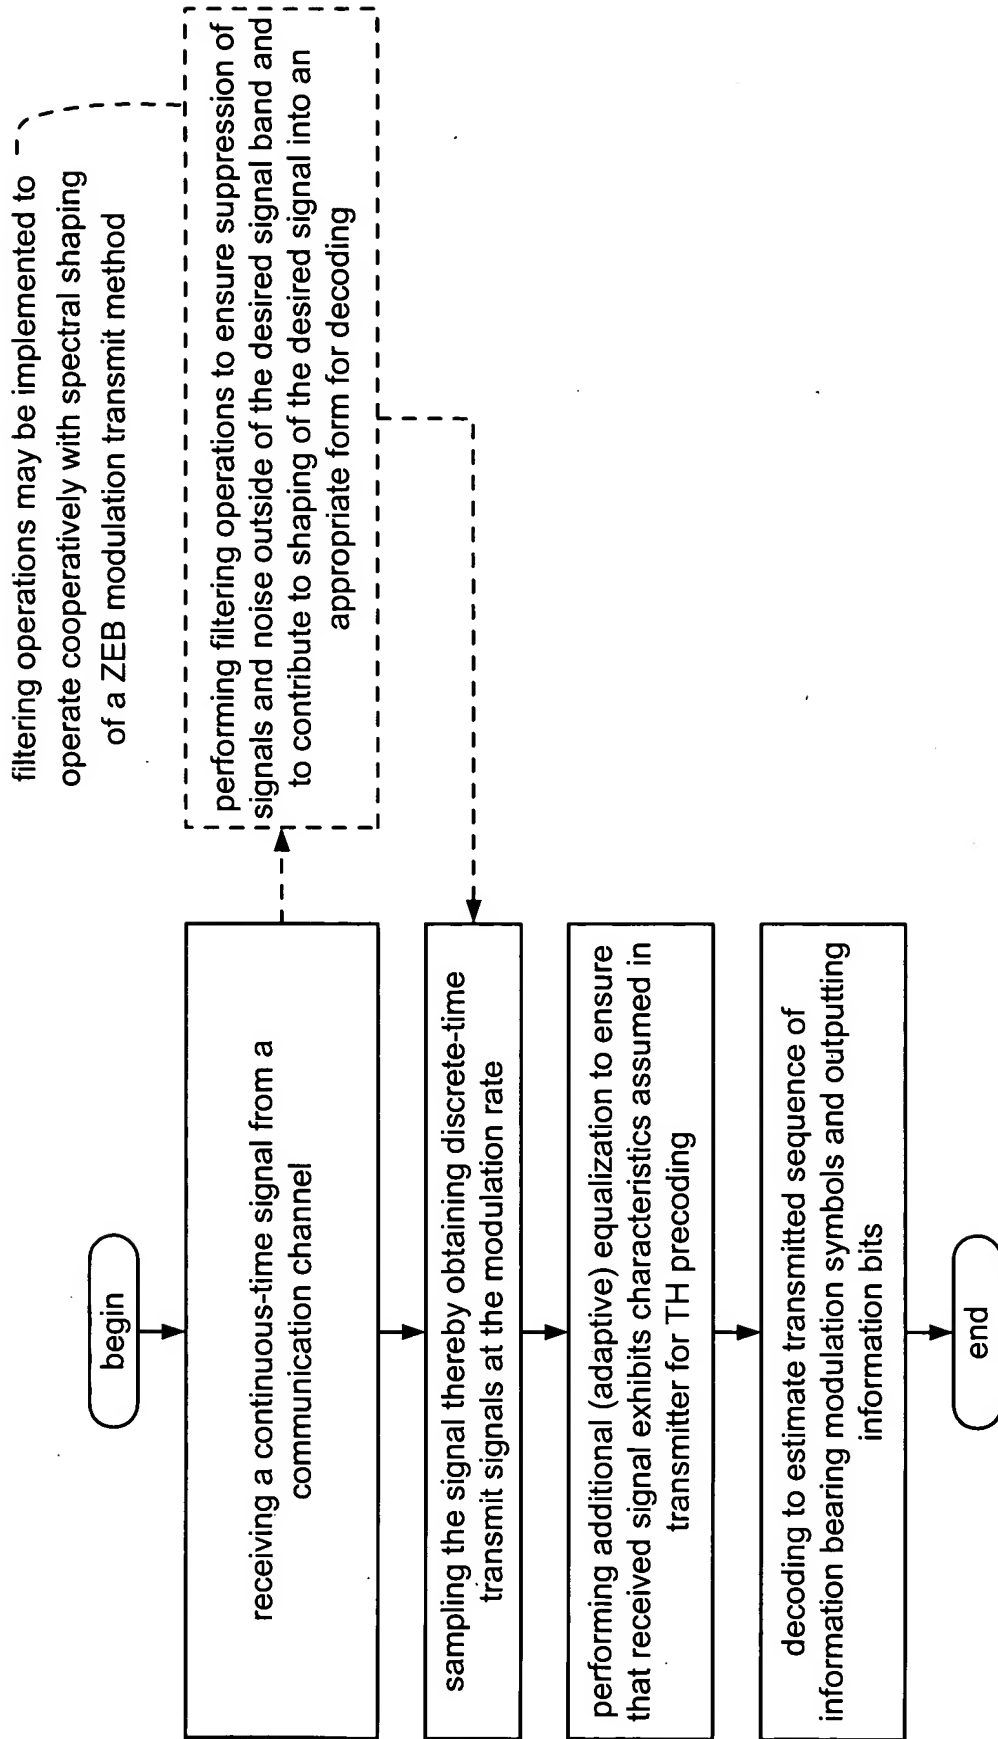 begin
receiving a continuous-time signal from a
communication channel
filtering operations may be implemented to
operate cooperatively with spectral shaping
of a ZEB modulation transmit method
performing filtering operations to ensure suppression of
signals and noise outside of the desired signal band and
to contribute to shaping of the desired signal into an
appropriate form for decoding
sampling the signal thereby obtaining discrete-time
transmit signals at the modulation rate
performing additional (adaptive) equalization to ensure
that received signal exhibits characteristics assumed in
transmitter for TH precoding
decoding to estimate transmitted sequence of
information bearing modulation symbols and outputting
information bits
end